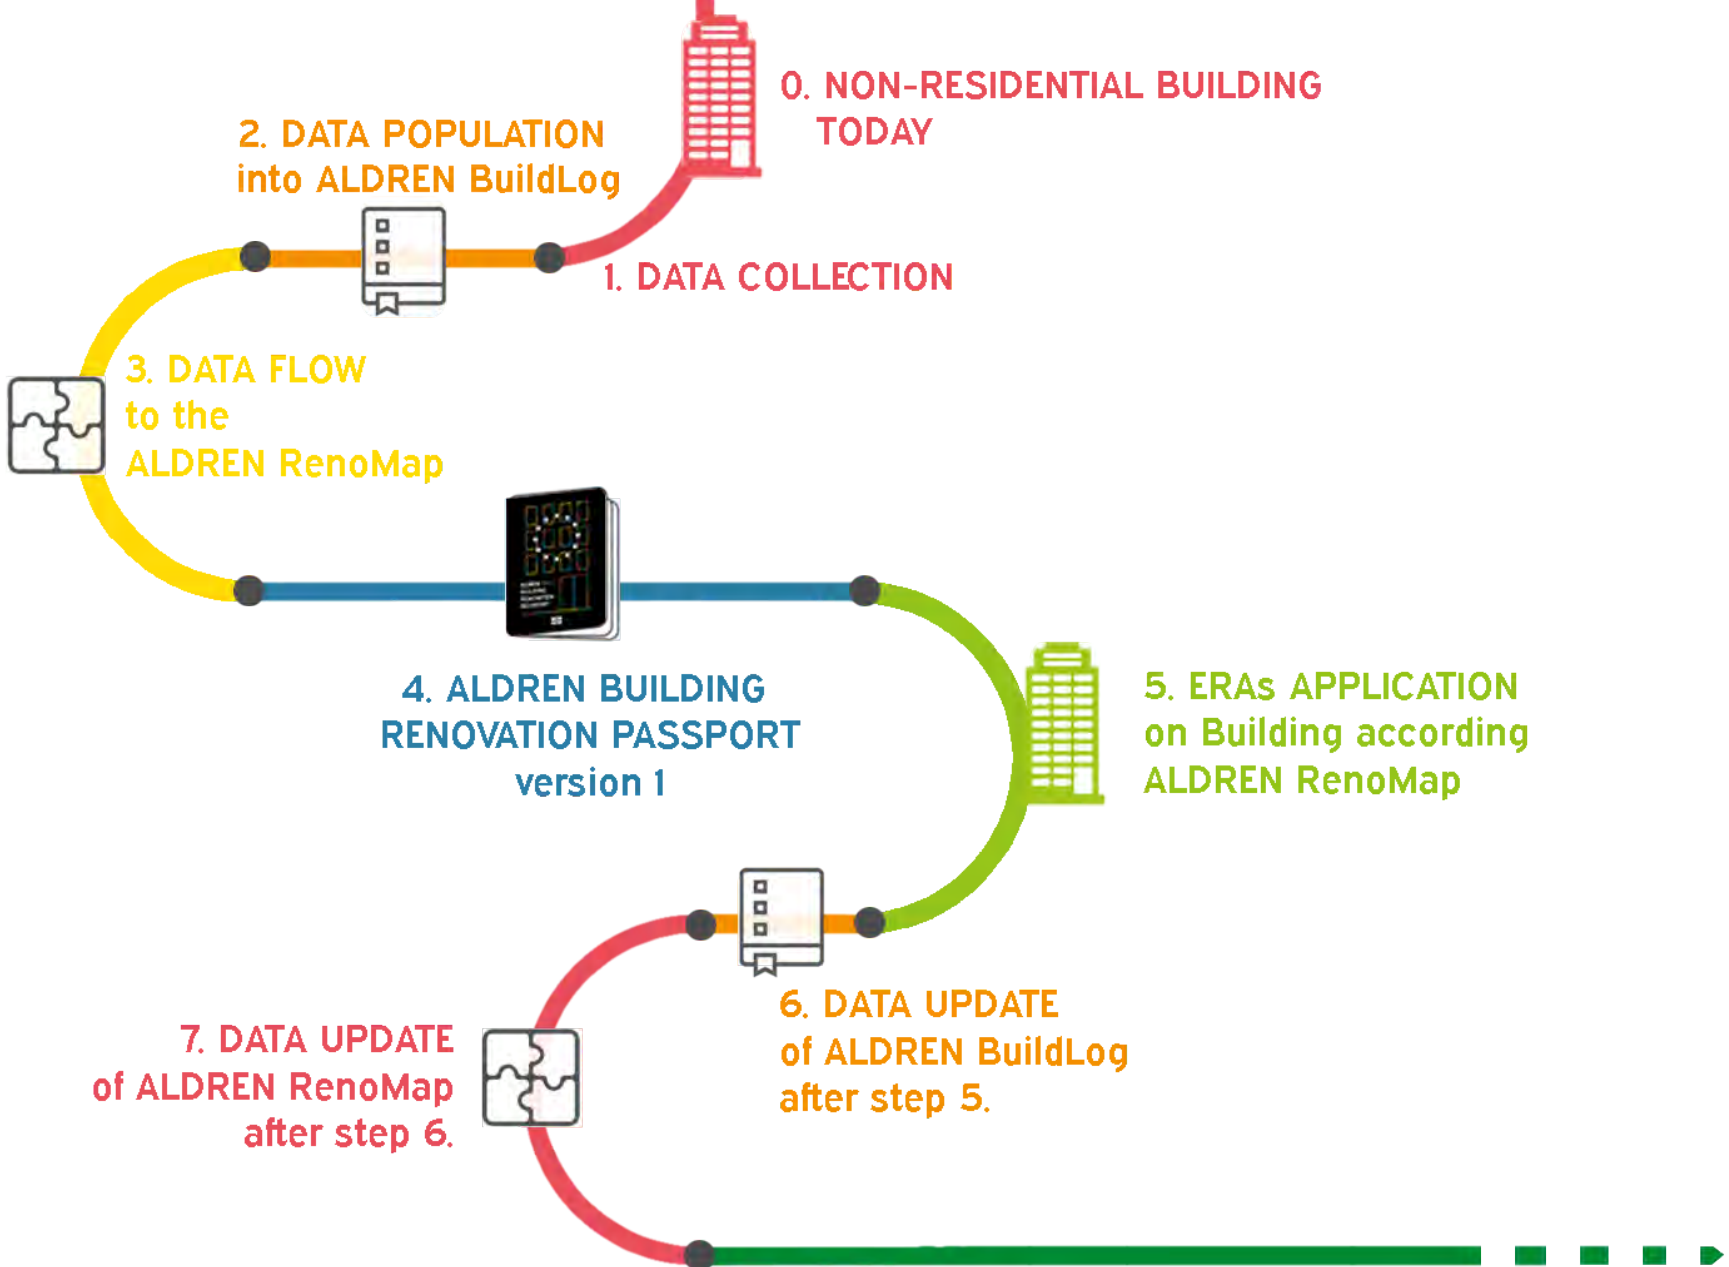 0. NON-RESIDENTIAL BUILDING
TODAY
1. DATA COLLECTION
2. DATA POPULATION
into ALDREN BuildLog
3. DATA FLOW
to the
ALDREN RenoMap
4. ALDREN BUILDING
RENOVATION PASSPORT
version 1
5. ERAs APPLICATION
on Building according
ALDREN RenoMap
6. DATA UPDATE
of ALDREN BuildLog
after step 5.
7. DATA UPDATE
of ALDREN RenoMap
after step 6.